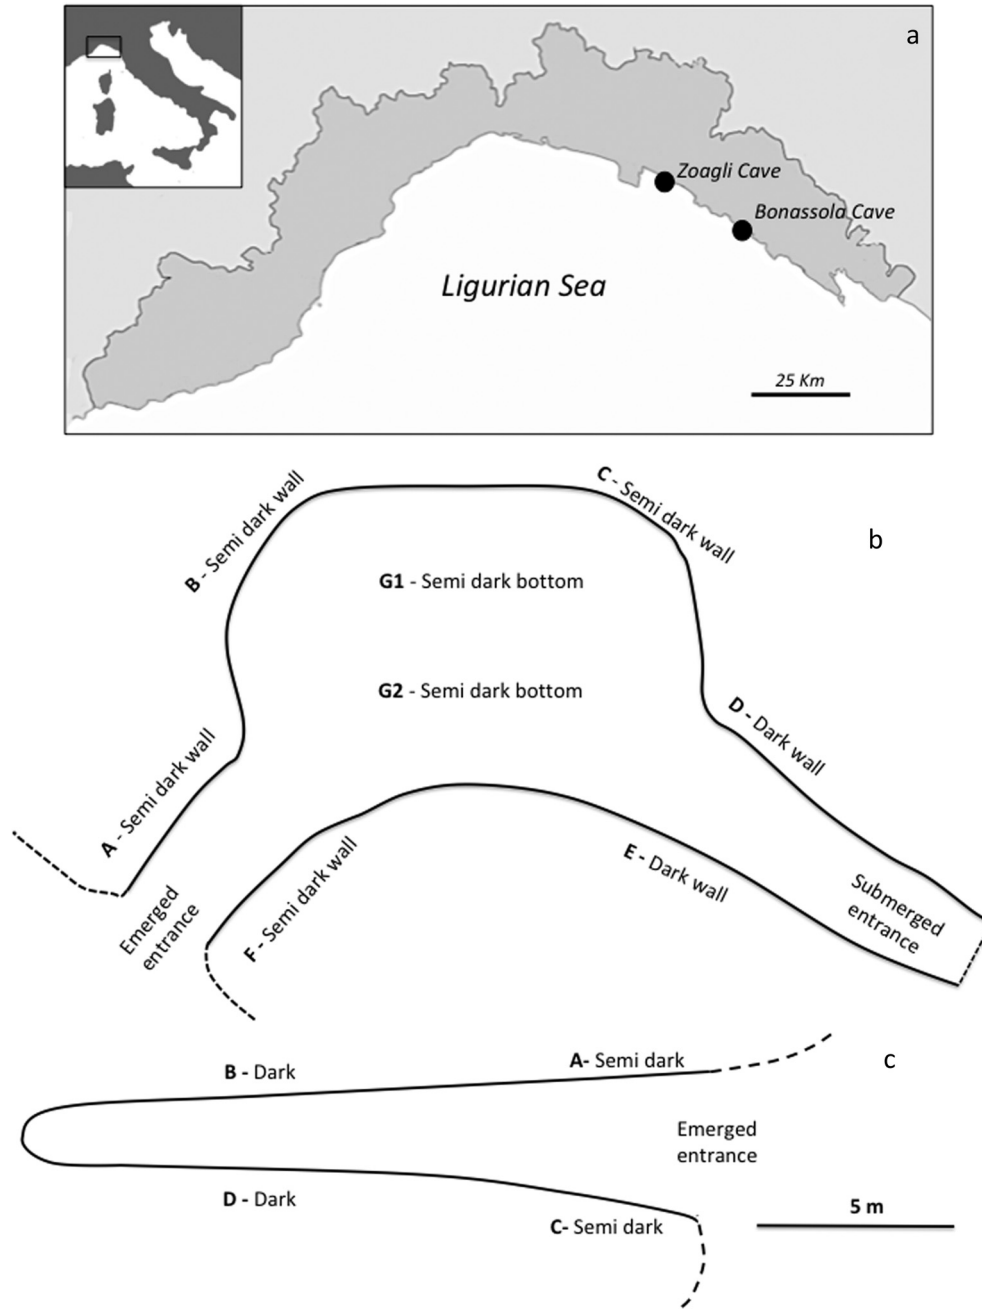 a
Zoagli Cave
Bonassola Cave
Ligurian Sea
25 Km
b
B - Semi dark wall
C - Semi dark wall
G1 - Semi dark bottom
G2 - Semi dark bottom
D - Dark wall
A - Semi dark wall
E - Dark wall
F - Semi dark wall
Emerged
entrance
Submerged
entrance
c
A- Semi dark
B - Dark
Emerged
entrance
D - Dark
C- Semi dark
5 m